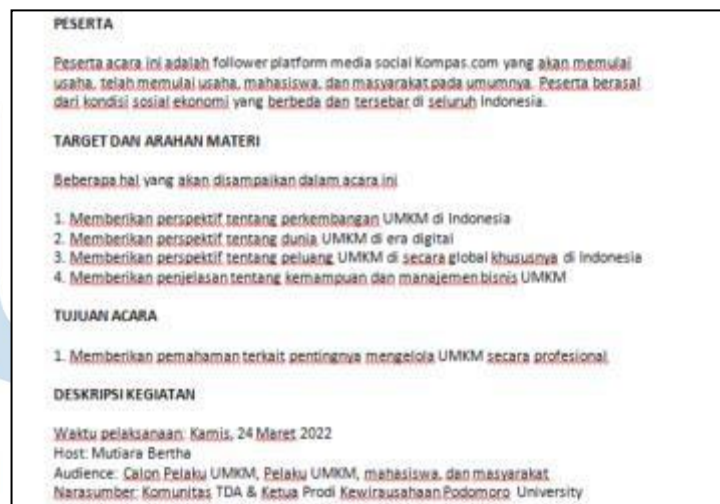 PESERTA
Peserta acara ini adalah follower platform media social Kompas.com yang akan memulai
usaha, telah memulai usaha, mahasiswa, dan masyarakat pada umumnya. Peserta berasal
dari kondisi sosial ekonomi yang berbeda dan tersebar di seluruh Indonesia.
TARGET DAN ARAHAN MATERI
Beberapa hal yang akan disampaikan dalam acara ini
1. Memberikan perspektif tentang perkembangan UMKM di Indonesia
2. Memberikan perspektif tentang dunia UMKM di era digital
3. Memberikan perspektif tentang peluang UMKM di secara global khususnya di Indonesia
4. Memberikan penjelasan tentang kemampuan dan manajemen bisnis UMKM
TUJUAN ACARA
1. Memberikan pemahaman terkait pentingnya mengelola UMKM secara profesional
DESKRIPSI KEGIATAN
Waktu pelaksanaan: Kamis, 24 Maret 2022
Host: Mutiara Bertha
Audience: Calon Pelaku UMKM, Pelaku UMKM, mahasiswa, dan masyarakat
Narasumber: Komunitas TDA & Ketua Prodi Kewirausahaan Podomoro University